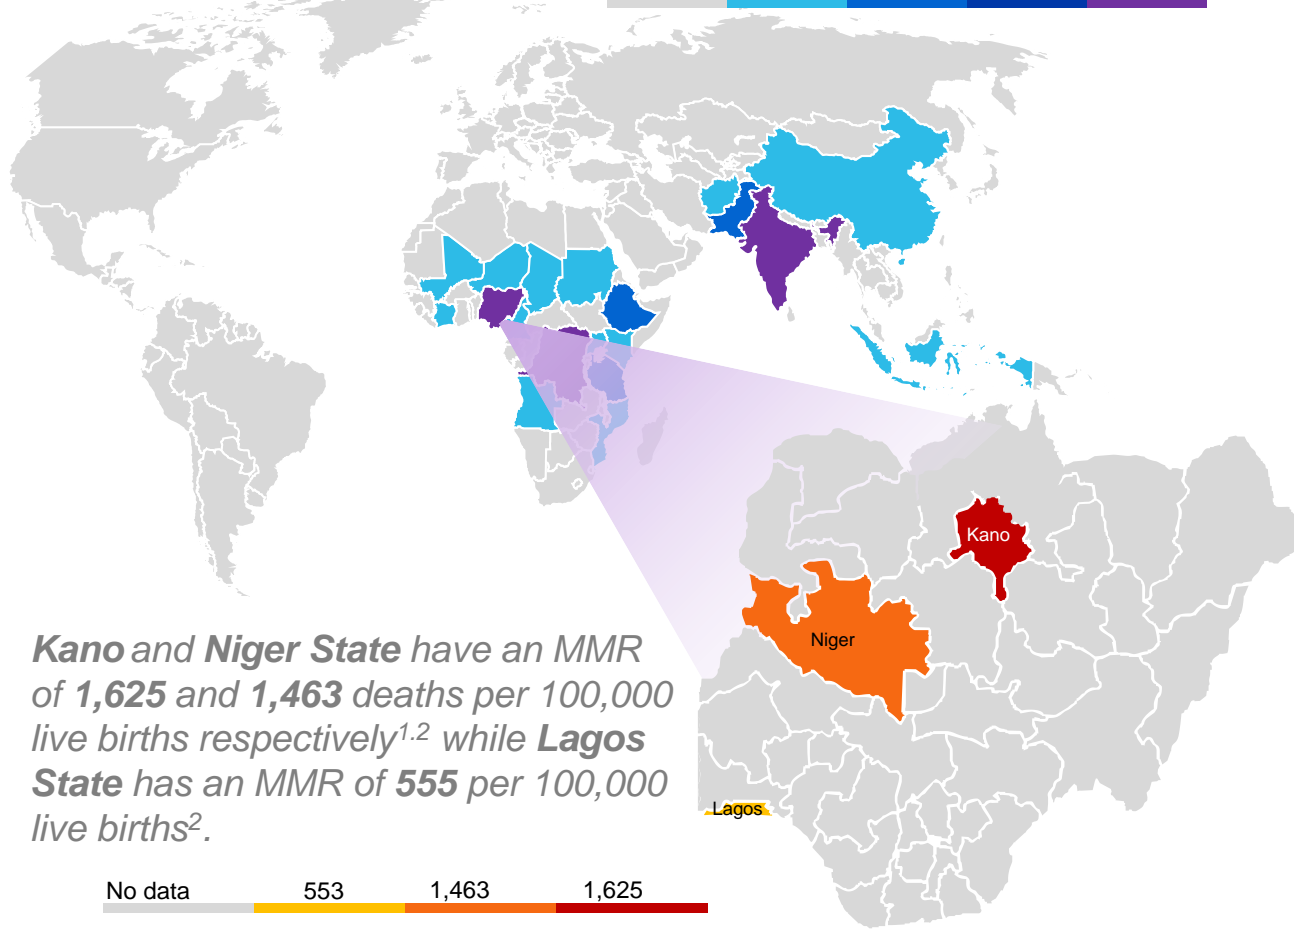 Kano
Niger
Kano and Niger State have an MMR
of 1,625 and 1,463 deaths per 100,000
live births respectively1.2 while Lagos
State has an MMR of 555 per 100,000
live births2.
Lagos
No data 553 1,463 1,625